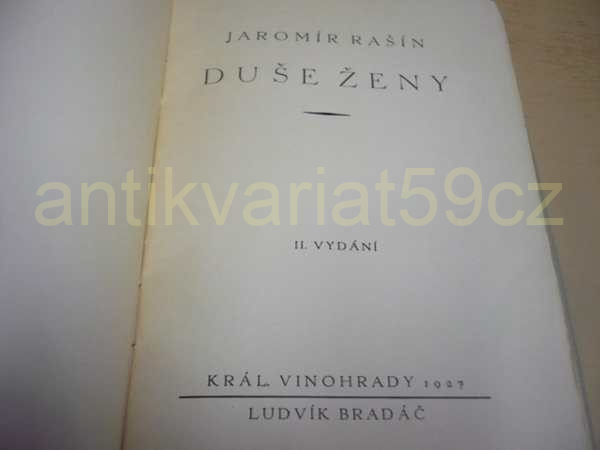 JAROMÍR RAŠÍN
DUŠE ŽENY
antikvariat59cz
II. VYDÁNÍ
KRÁL. VINOHRADY 1927
LUDVÍK BRADÁČ